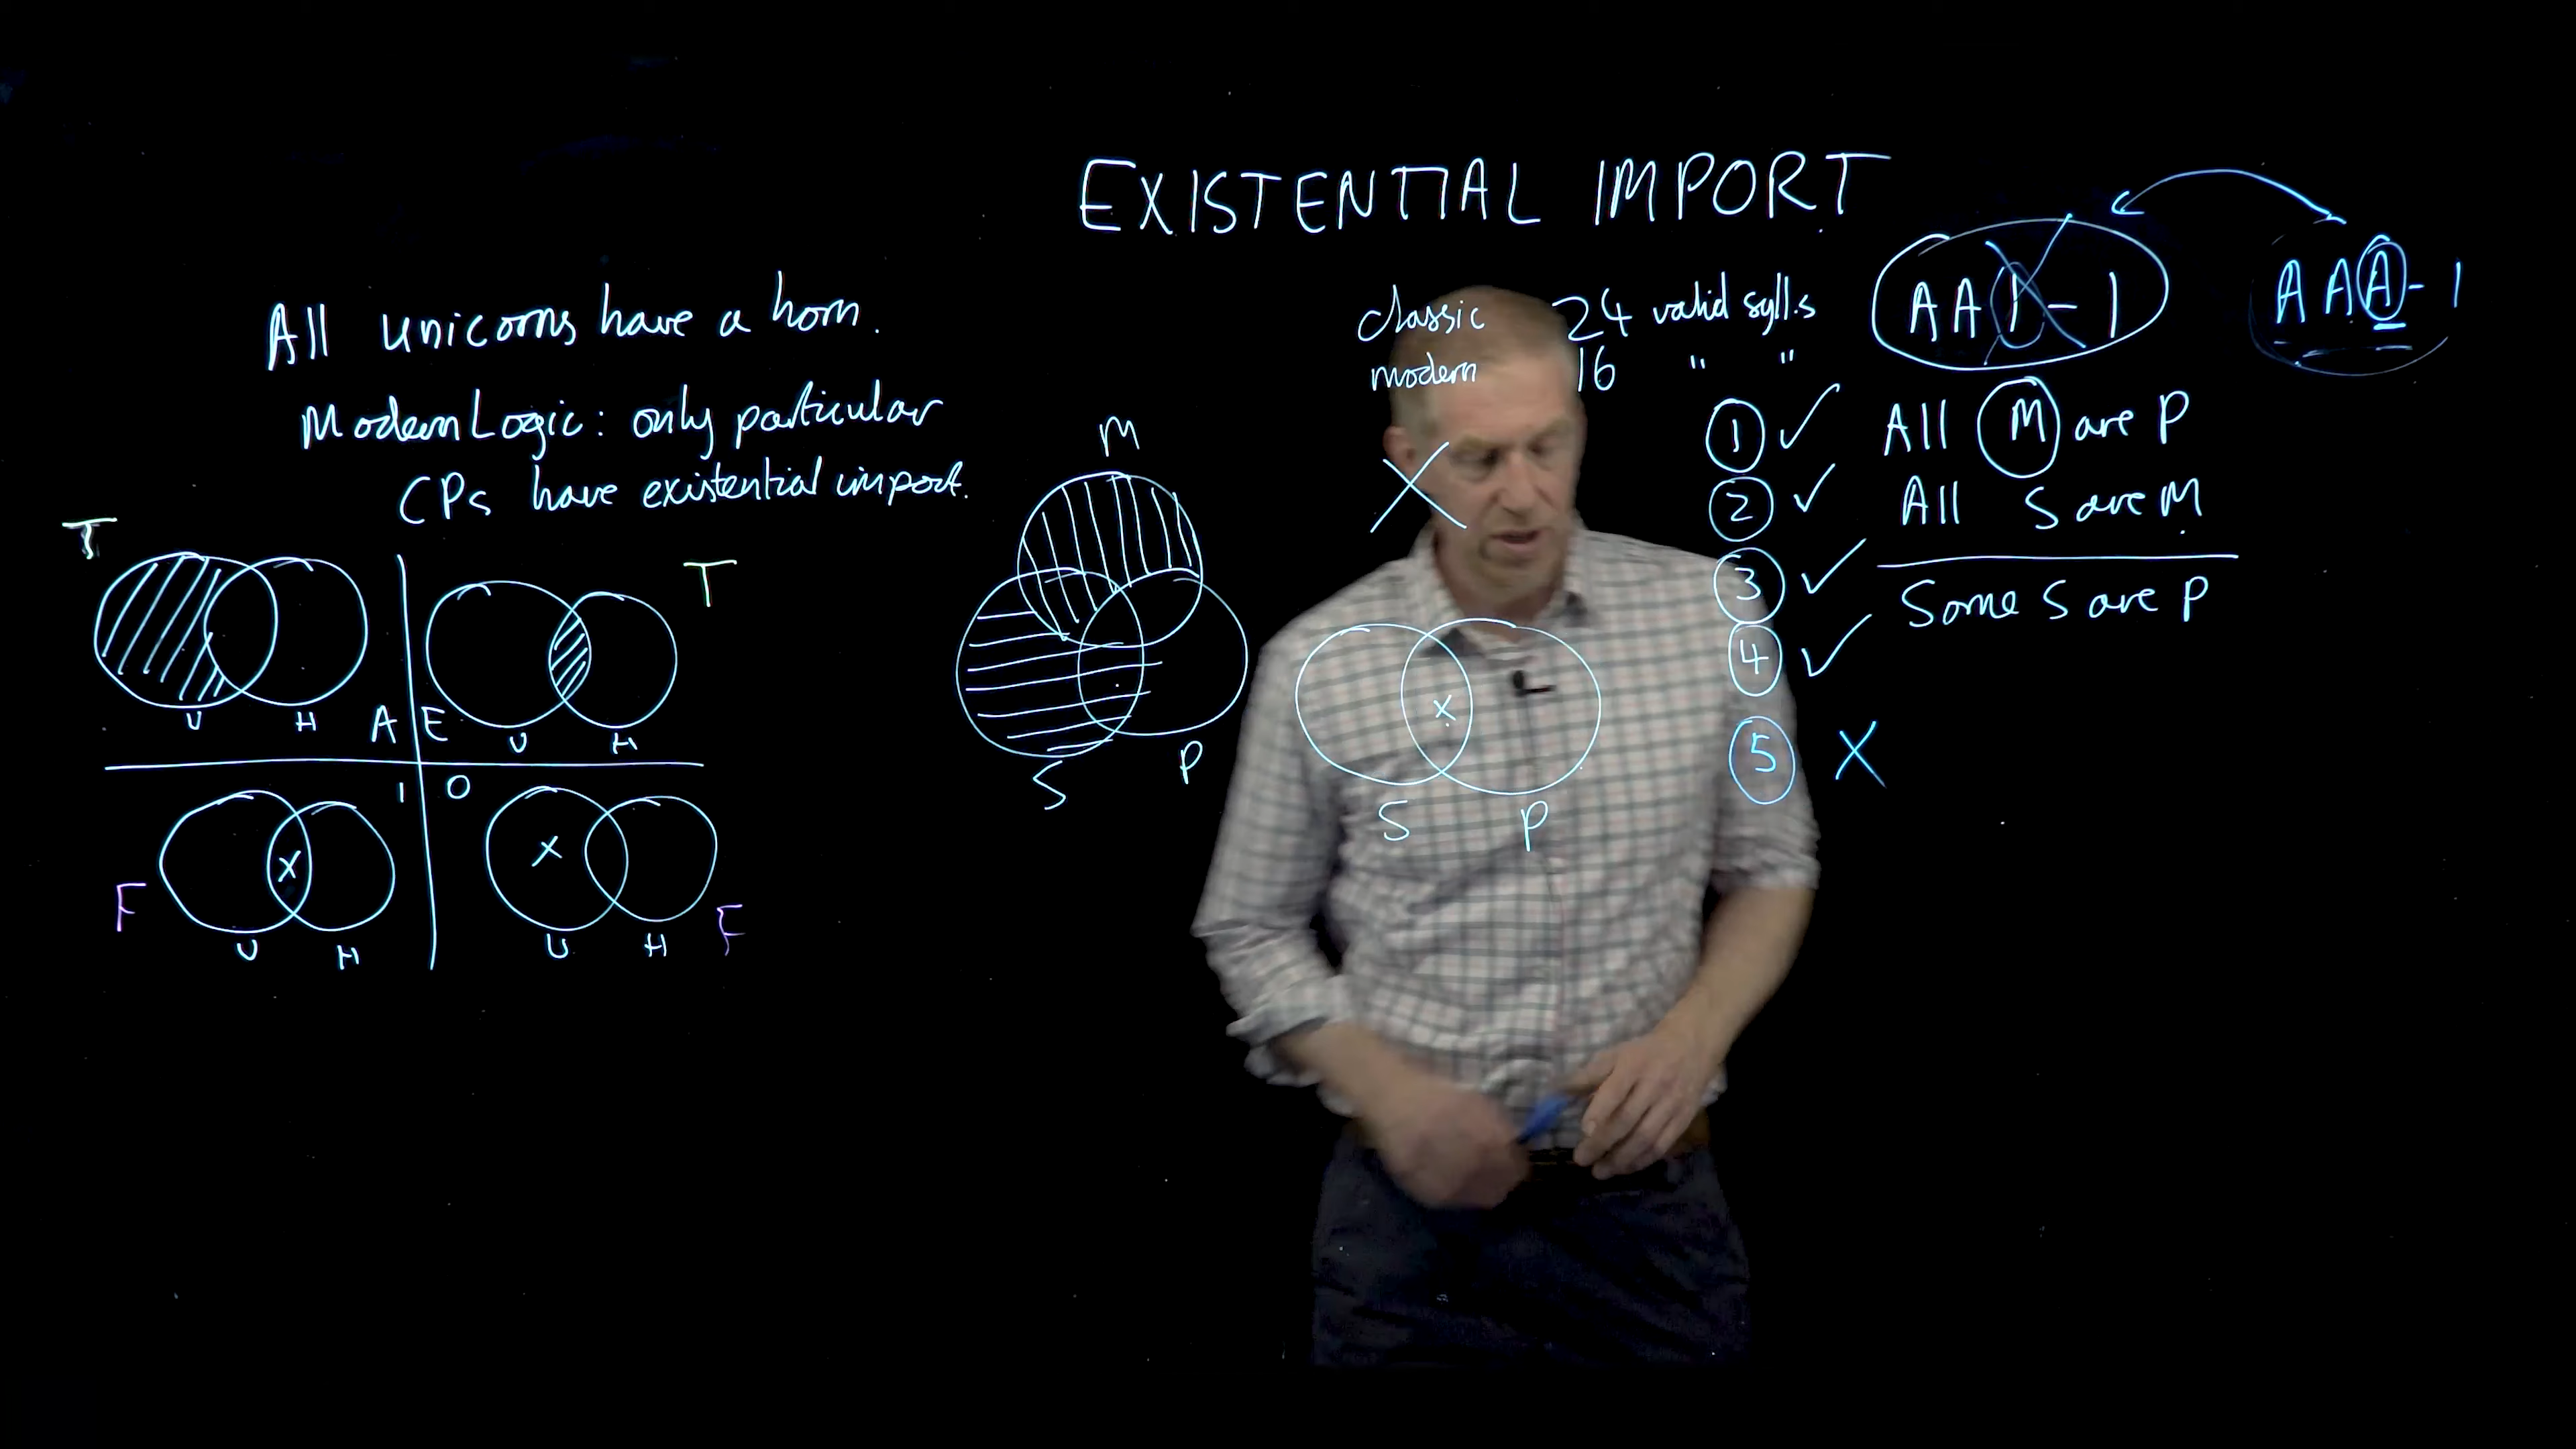 EXISTENTIAL IMPORT
All unicorns have a horn.
Modern Logic: only particular
CPs have existential import.
T
U H A
E U H
T
I
O
F
U H
U H
F
classic 24 valid sylls
modern 16 " "
M
S P
X
S P
X
AAI-1
AAA-1
1 ✓ All M are P
2 ✓ All S are M
3 ✓
Some S are P
4 ✓
5 X